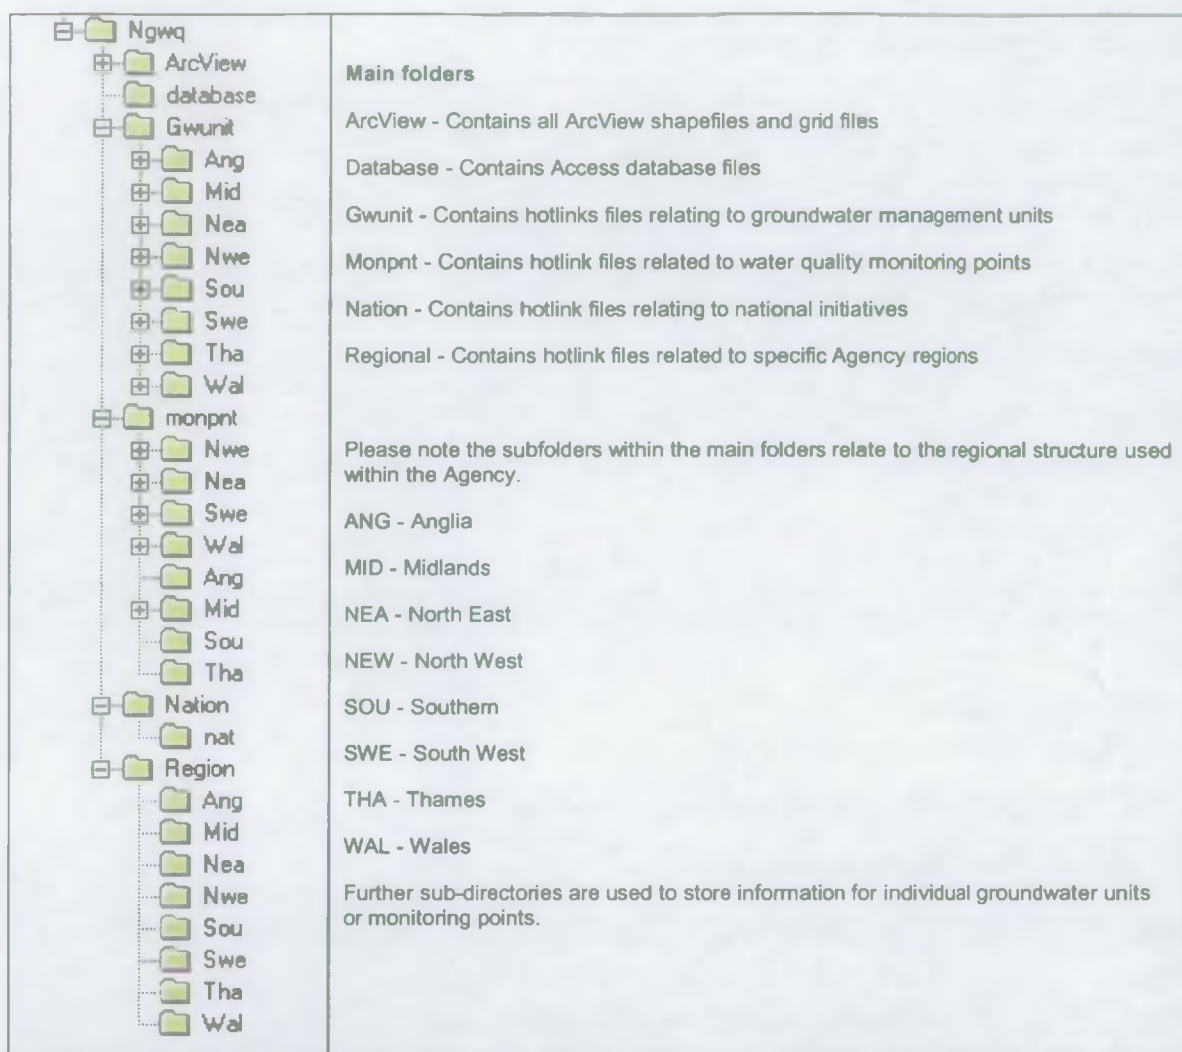 Ngwq
ArcView
database
Gwunit
Ang
Mid
Nea
Nwe
Sou
Swe
Tha
Wal
monpnt
Nwe
Nea
Swe
Wal
Ang
Mid
Sou
Tha
Nation
nat
Region
Ang
Mid
Nea
Nwe
Sou
Swe
Tha
Wal
Main folders
ArcView - Contains all ArcView shapefiles and grid files
Database - Contains Access database files
Gwunit - Contains hotlinks files relating to groundwater management units
Monpnt - Contains hotlink files related to water quality monitoring points
Nation - Contains hotlink files relating to national initiatives
Regional - Contains hotlink files related to specific Agency regions
Please note the subfolders within the main folders relate to the regional structure used
within the Agency.
ANG - Anglia
MID - Midlands
NEA - North East
NEW - North West
SOU - Southern
SWE - South West
THA - Thames
WAL - Wales
Further sub-directories are used to store information for individual groundwater units
or monitoring points.